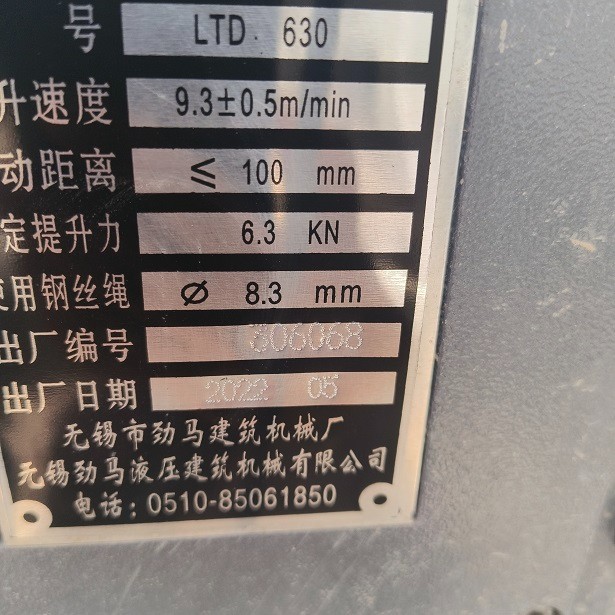 号 LTD 630
升速度 9.3±0.5m/min
动距离 ≤ 100 mm
定提升力 6.3 KN
使用钢丝绳 Ø 8.3 mm
出厂编号 306068
出厂日期 2022 05
无锡市劲马建筑机械厂
无锡劲马液压建筑机械有限公司
电话:0510-85061850